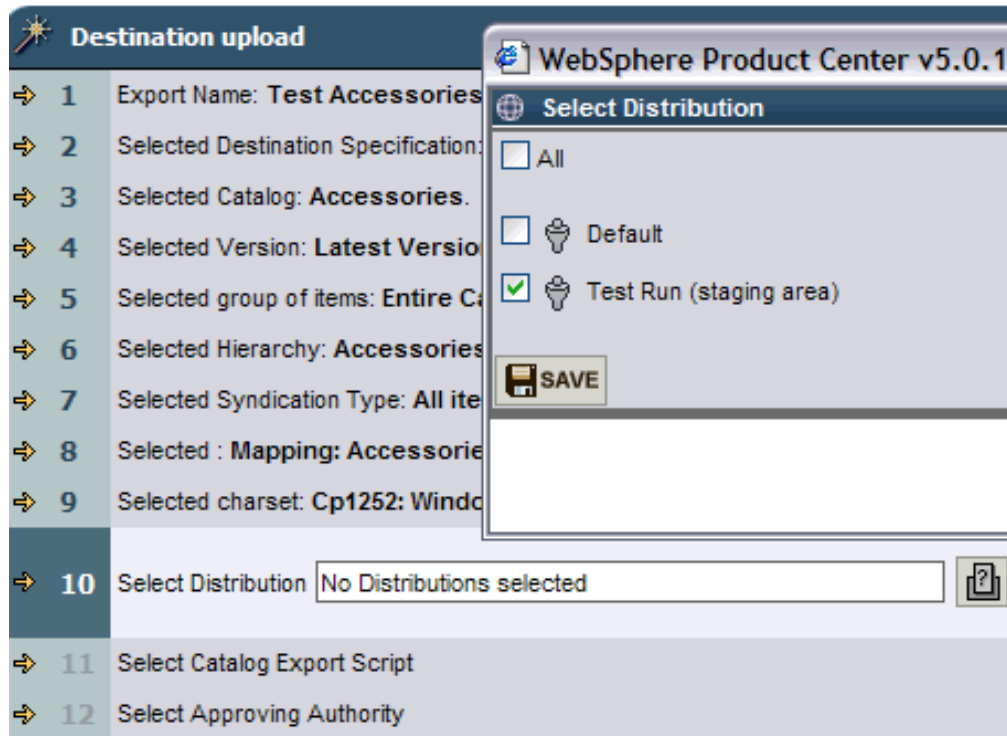 Destination upload
1 Export Name: Test Accessories
2 Selected Destination Specification:
3 Selected Catalog: Accessories.
4 Selected Version: Latest Versio
5 Selected group of items: Entire Ca
6 Selected Hierarchy: Accessories
7 Selected Syndication Type: All ite
8 Selected : Mapping: Accessorie
9 Selected charset: Cp1252: Windo
10 Select Distribution No Distributions selected
11 Select Catalog Export Script
12 Select Approving Authority
WebSphere Product Center v5.0.1
Select Distribution
All
Default
Test Run (staging area)
SAVE